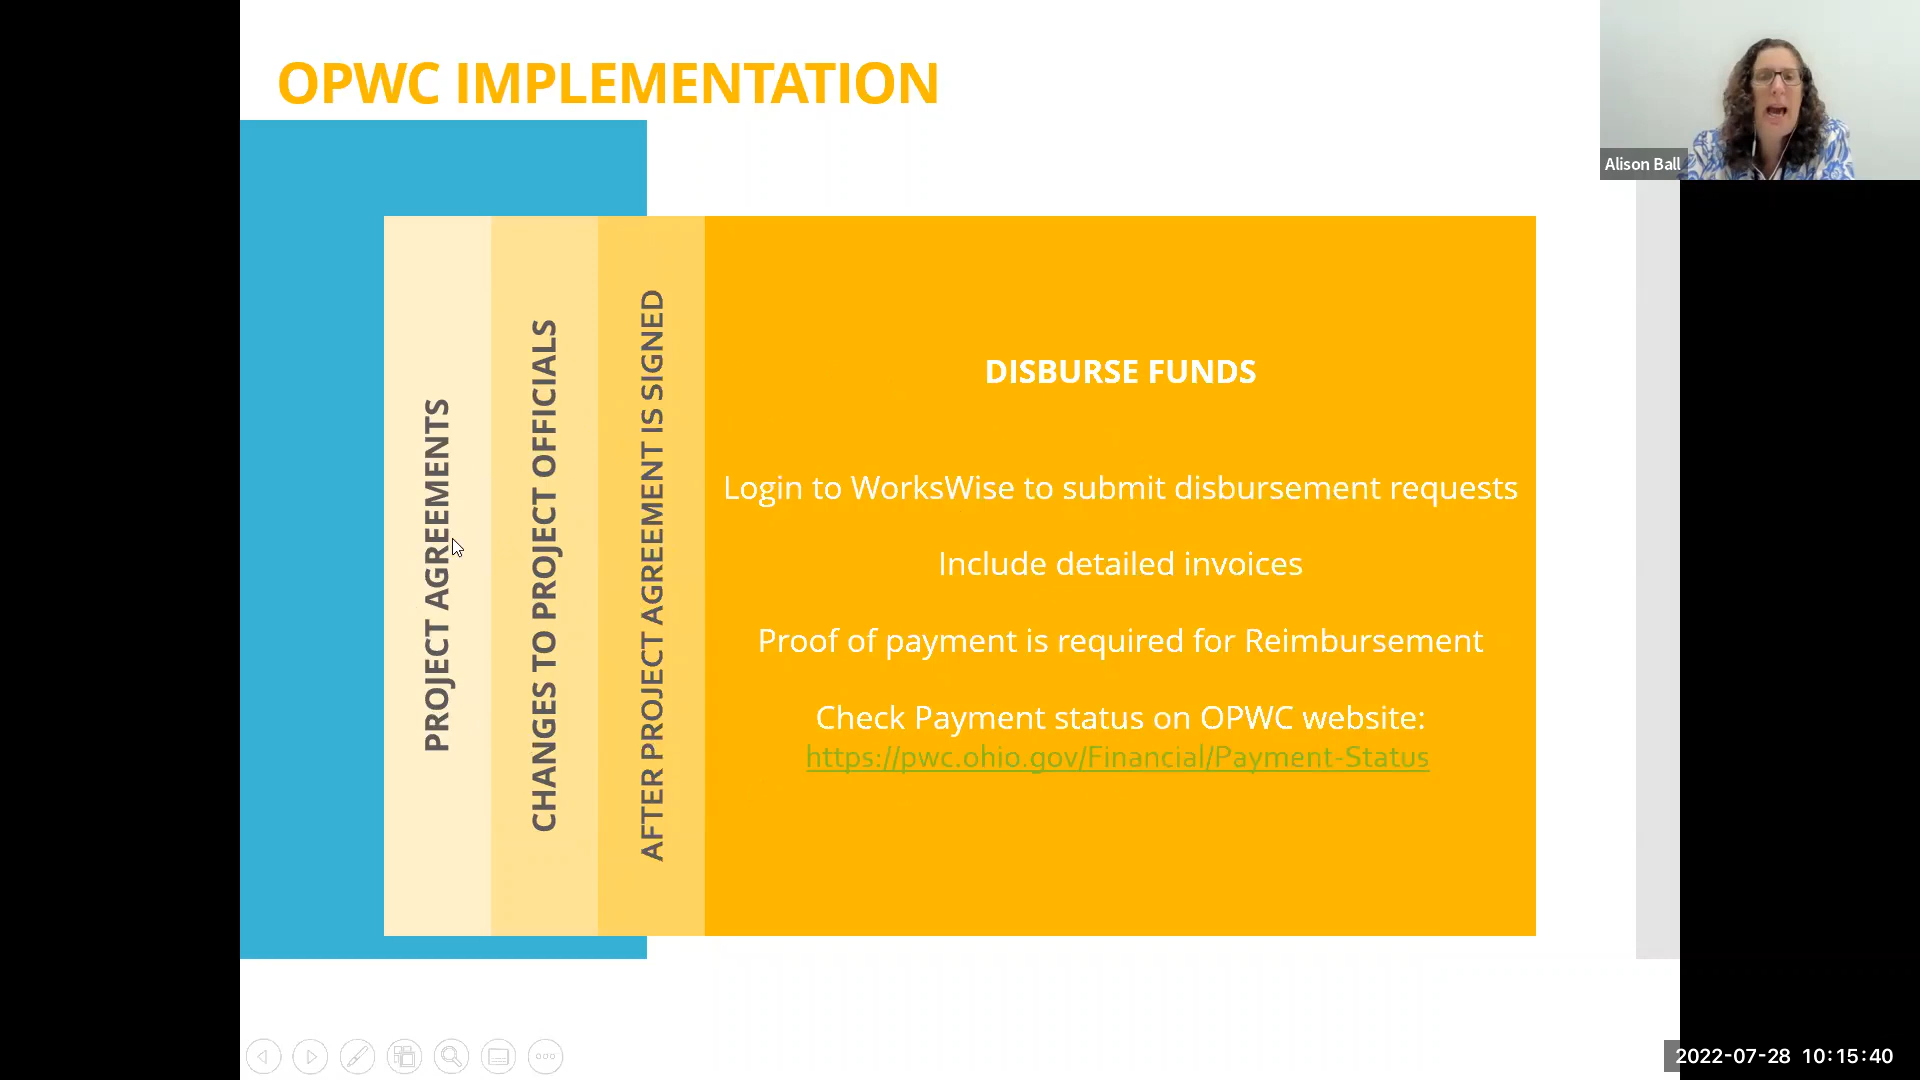 OPWC IMPLEMENTATION
Alison Ball
PROJECT AGREEMENTS
CHANGES TO PROJECT OFFICIALS
AFTER PROJECT AGREEMENT IS SIGNED
DISBURSE FUNDS
Login to WorksWise to submit disbursement requests
Include detailed invoices
Proof of payment is required for Reimbursement
Check Payment status on OPWC website:
https://pwc.ohio.gov/Financial/Payment-Status
2022-07-28 10:15:40